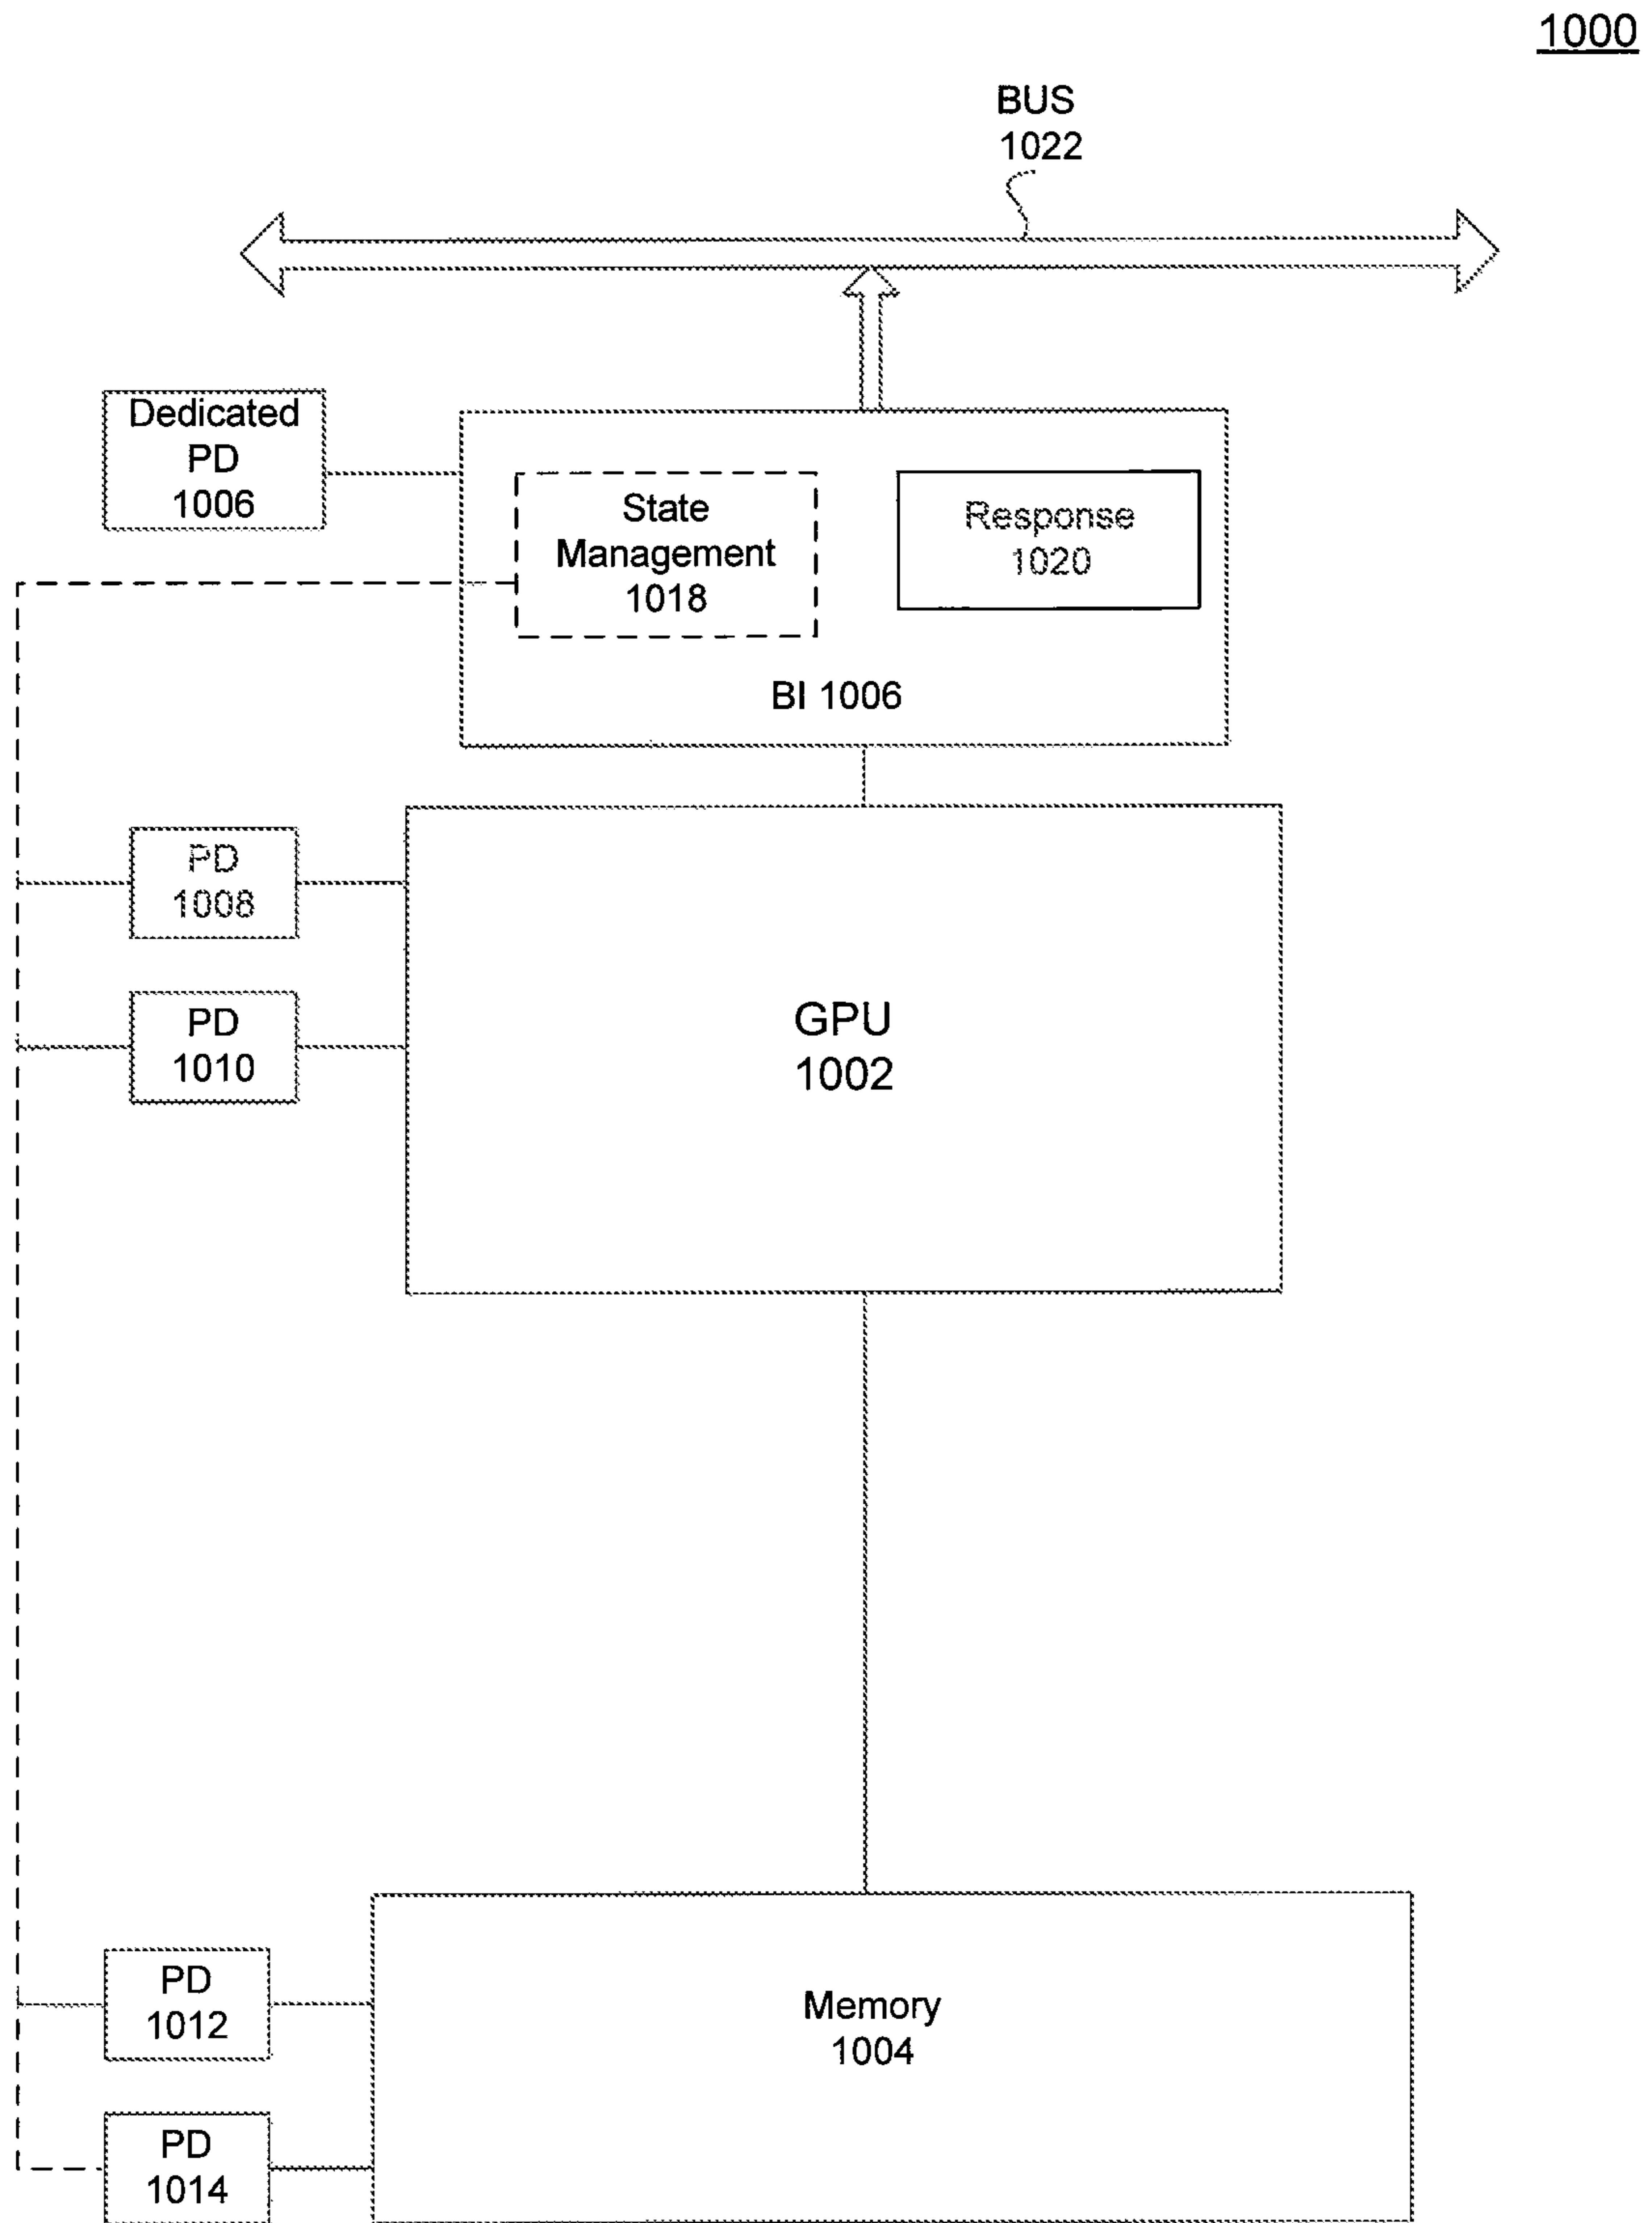 1000
BUS
1022
Dedicated
PD
1006
State
Management
1018
Response
1020
BI 1006
PD
1008
PD
1010
GPU
1002
PD
1012
Memory
1004
PD
1014